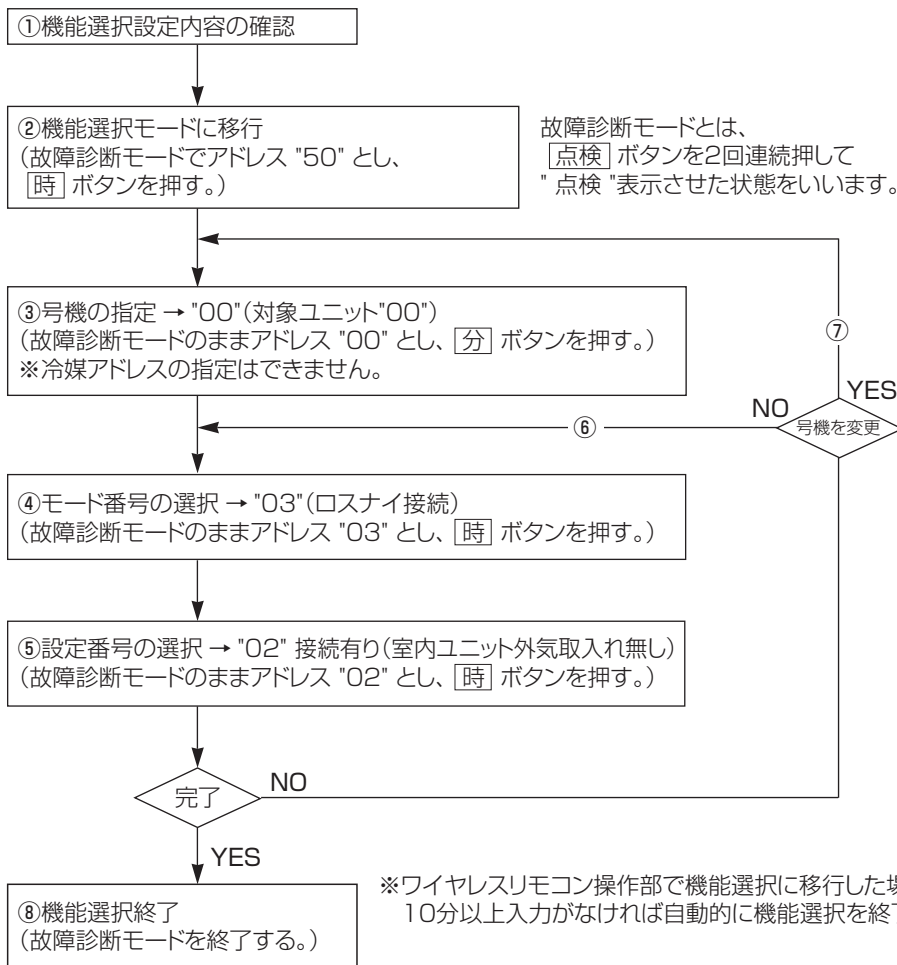 ①機能選択設定内容の確認
②機能選択モードに移行
(故障診断モードでアドレス "50" とし、
時 ボタンを押す。)
故障診断モードとは、
点検 ボタンを2回連続押して
" 点検 "表示させた状態をいいます。
③号機の指定 → "00"(対象ユニット"00")
(故障診断モードのままアドレス "00" とし、 分 ボタンを押す。)
※冷媒アドレスの指定はできません。
⑦
YES
NO
号機を変更
⑥
④モード番号の選択 → "03"(ロスナイ接続)
(故障診断モードのままアドレス "03" とし、 時 ボタンを押す。)
⑤設定番号の選択 → "02" 接続有り(室内ユニット外気取入れ無し)
(故障診断モードのままアドレス "02" とし、 時 ボタンを押す。)
完了
NO
YES
⑧機能選択終了
(故障診断モードを終了する。)
※ワイヤレスリモコン操作部で機能選択に移行した
10分以上入力がなければ自動的に機能選択を終